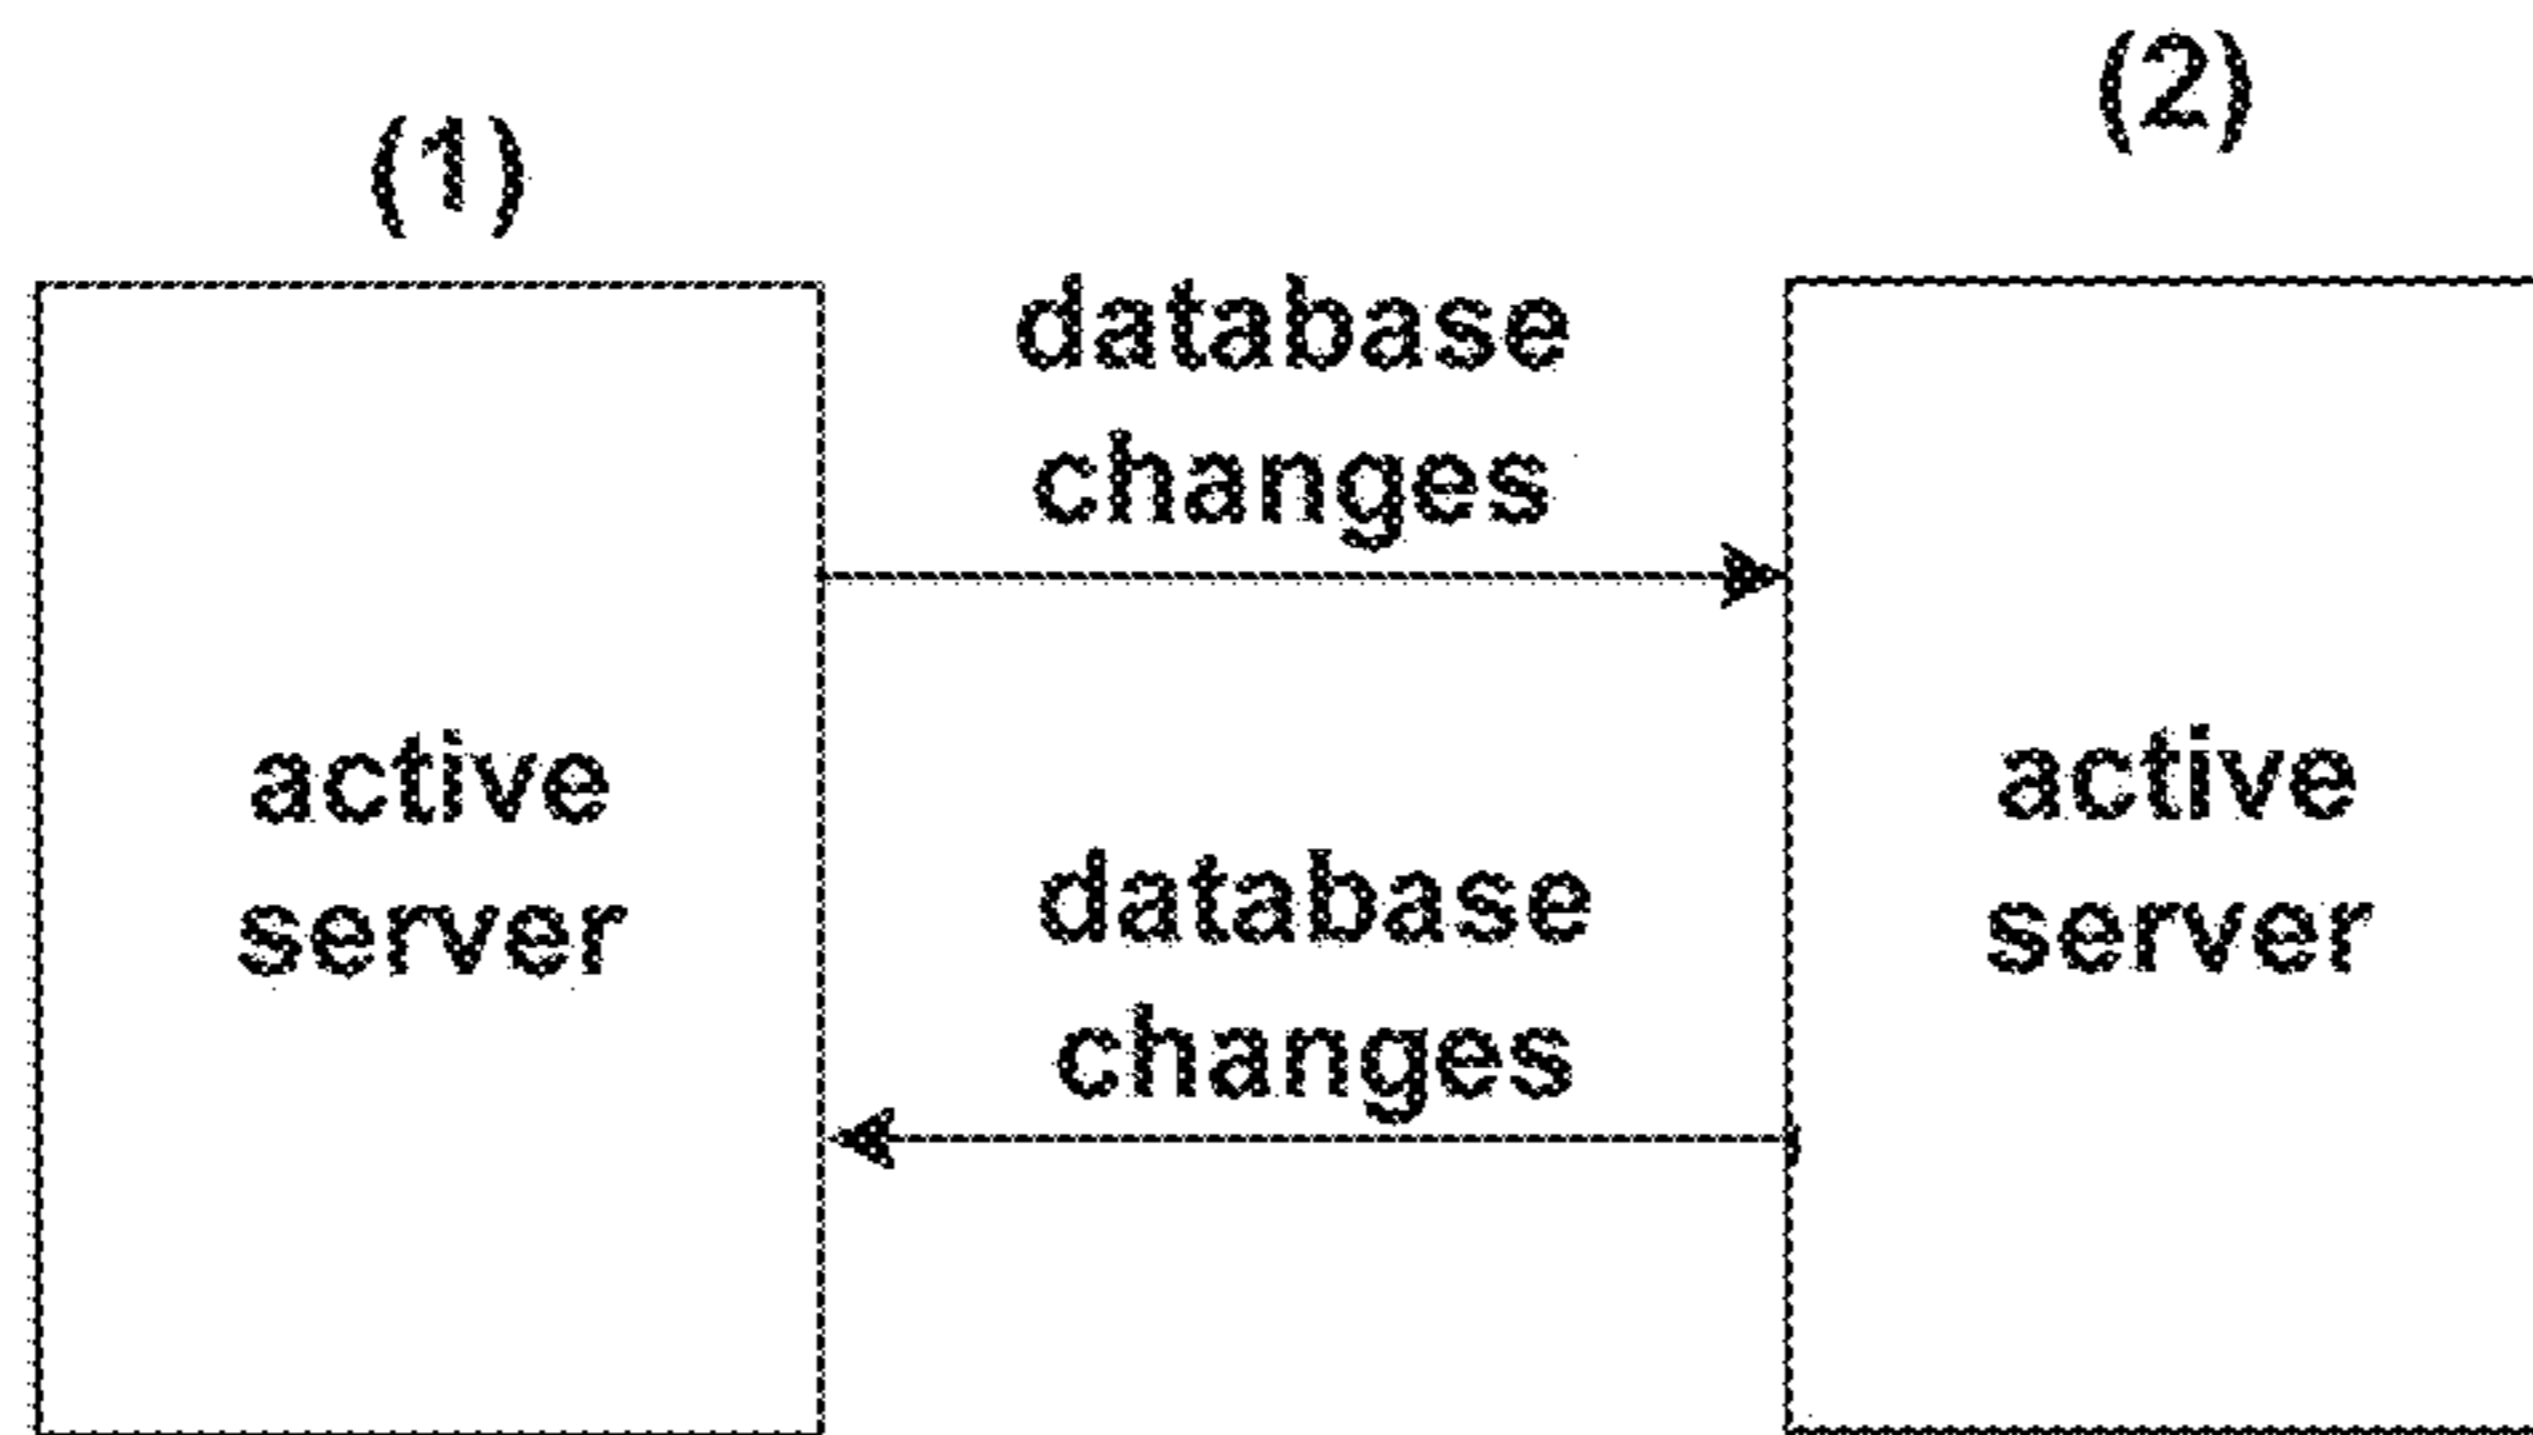 (1)
(2)
database
changes
active
server
active
server
database
changes